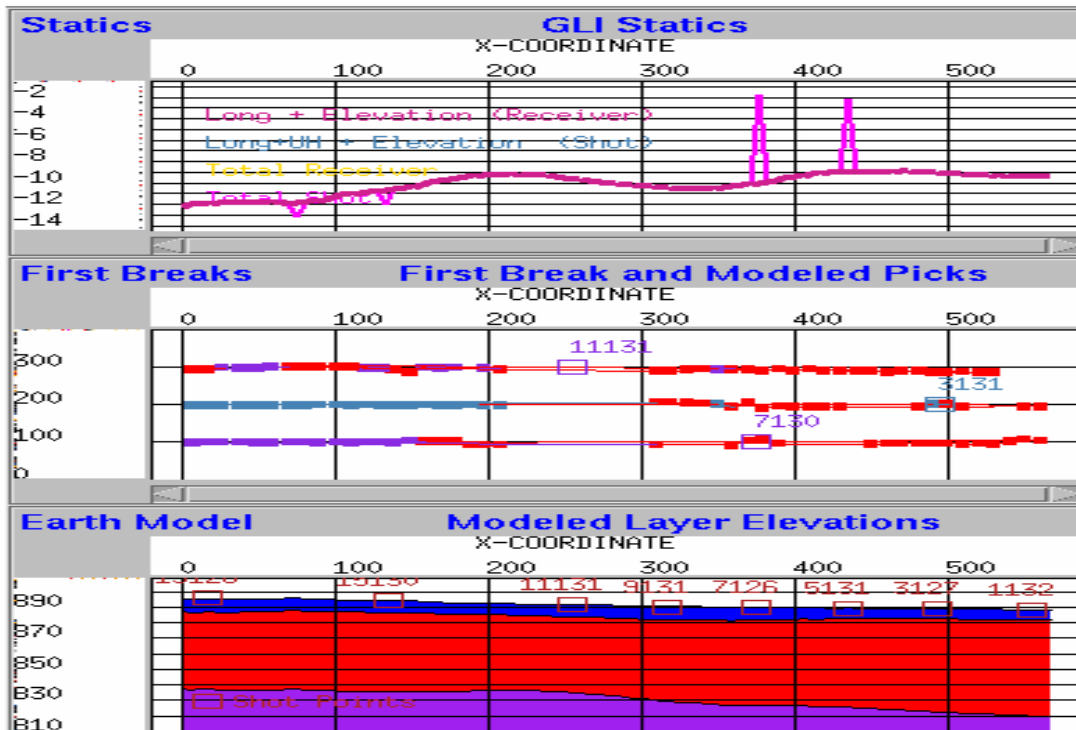 Statics GLI Statics
X-COORDINATE
0 100 200 300 400 500
-2
-4
-6
-8
-10
-12
-14
Long + Elevation (Receiver)
Long+UH + Elevation (Shot)
Total Receiver
Total Shot
First Breaks First Break and Modeled Picks
X-COORDINATE
0 100 200 300 400 500
300
200
100
0
11131
3131
7130
Earth Model Modeled Layer Elevations
X-COORDINATE
0 100 200 300 400 500
11131 9131 7126 5131 3127 1132
890
870
850
830
810
Shot Points